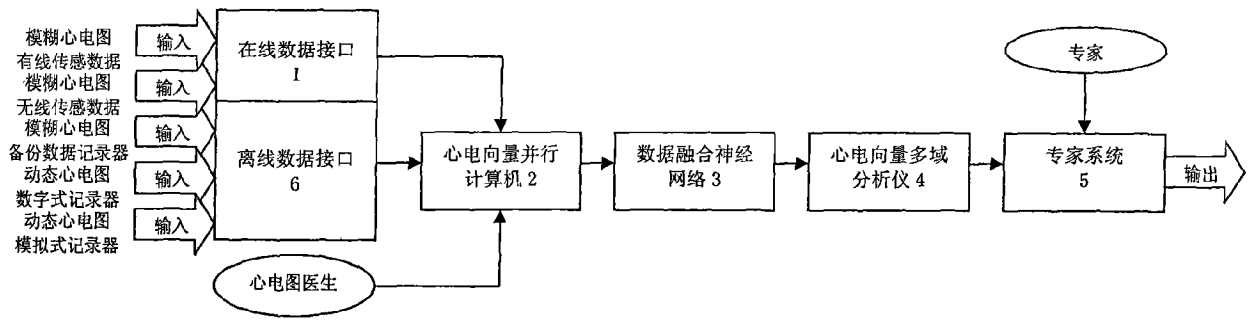 模糊心电图
有线传感数据
模糊心电图
无线传感数据
模糊心电图
备份数据记录器
动态心电图
数字式记录器
动态心电图
模拟式记录器
输入
输入
输入
输入
输入
在线数据接口
1
离线数据接口
6
心电图医生
心电向量并行
计算机 2
数据融合神经
网络 3
心电向量多域
分析仪 4
专家
专家系统
5
输出